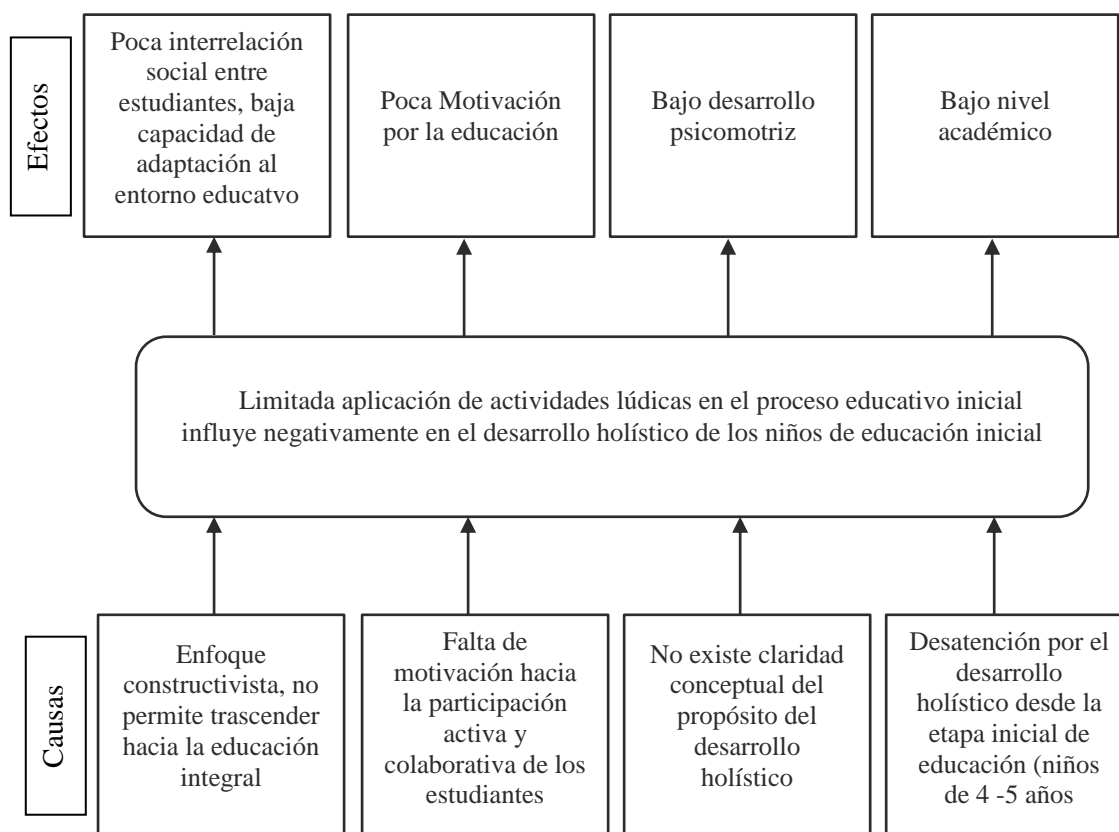 Efectos
Poca interrelación
social entre
estudiantes, baja
capacidad de
adaptación al
entorno educatvo
Poca Motivación
por la educación
Bajo desarrollo
psicomotriz
Bajo nivel
académico
Limitada aplicación de actividades lúdicas en el proceso educativo inicial
influye negativamente en el desarrollo holístico de los niños de educación inicial
Causas
Enfoque
constructivista, no
permite trascender
hacia la educación
integral
Falta de
motivación hacia
la participación
activa y
colaborativa de los
estudiantes
No existe claridad
conceptual del
propósito del
desarrollo
holístico
Desatención por el
desarrollo
holístico desde la
etapa inicial de
educación (niños
de 4 -5 años